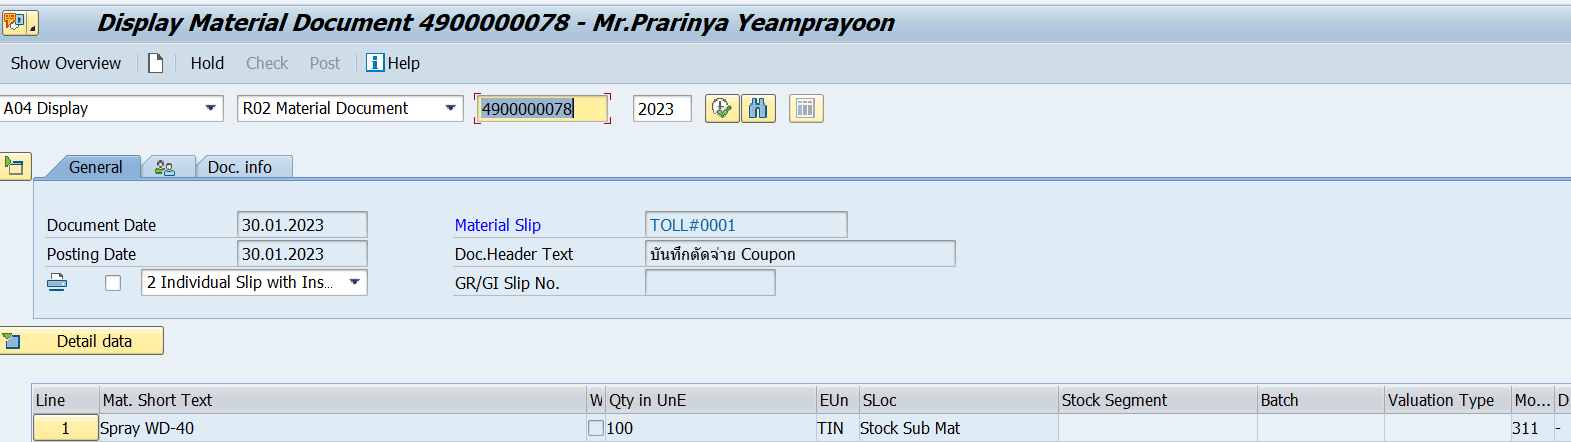 Display Material Document 4900000078 - Mr.Prarinya Yeamprayoon
Show Overview Hold Check Post Help
A04 Display R02 Material Document 4900000078 2023
General Doc. info
Document Date 30.01.2023 Material Slip TOLL#0001
Posting Date 30.01.2023 Doc.Header Text บันทึกตัดจ่าย Coupon
2 Individual Slip with Ins... GR/GI Slip No.
Detail data
Line Mat. Short Text W Qty in UnE EUn SLoc Stock Segment Batch Valuation Type Mo... D
1 Spray WD-40 100 TIN Stock Sub Mat 311 -